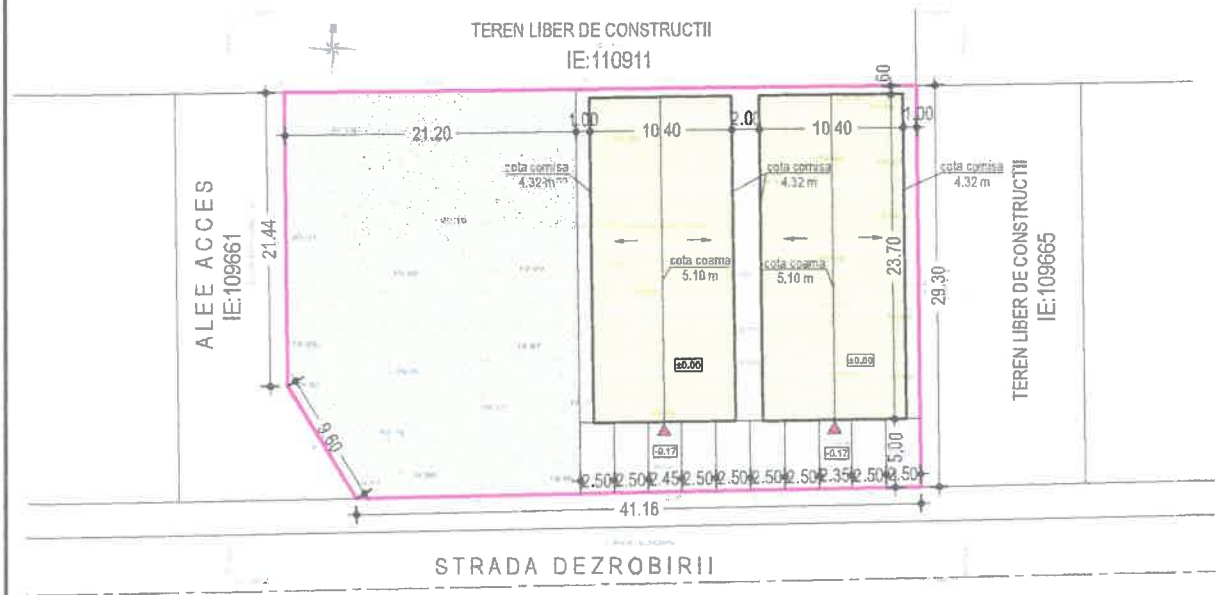 TEREN LIBER DE CONSTRUCTII
IE:110911
.60
21.20
1.00
10.40
2.00
10.40
1.00
cota cornisa
4.32 m
cota cornisa
4.32 m
cota cornisa
4.32 m
ALEE ACCES
IE:109661
21.44
cota coama
5.10 m
cota coama
5.10 m
23.70
29.30
TEREN LIBER DE CONSTRUCTII
IE:109665
±0.00
±0.00
9.60
-0.17
-0.17
5.00
2.50 2.50 2.45 2.50 2.50 2.50 2.50 2.35 2.50 2.50
41.16
STRADA DEZROBIRII